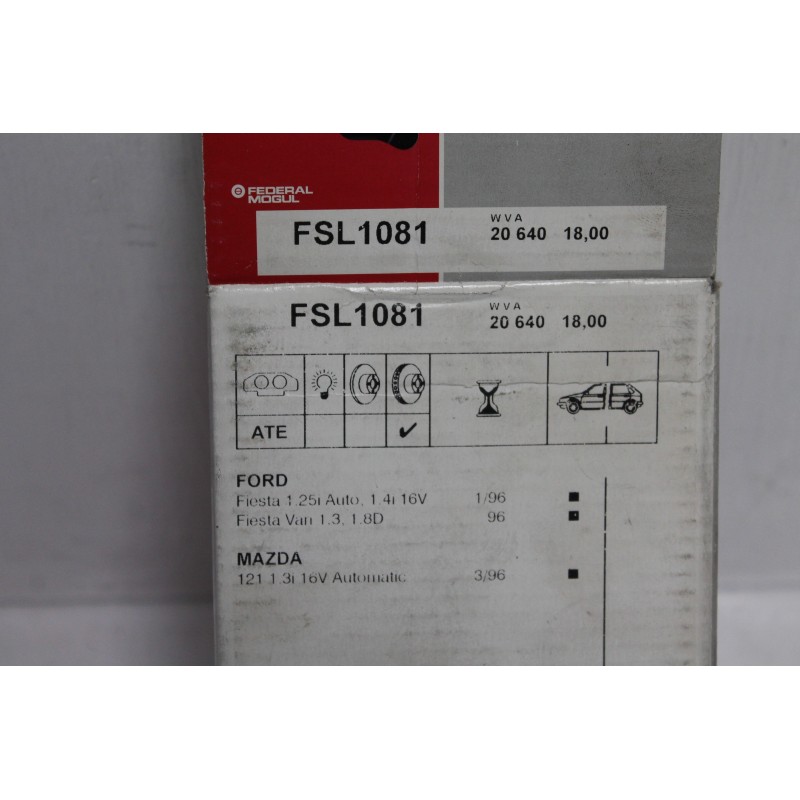 FEDERAL
MOGUL
WVA
FSL1081 20 640 18,00
WVA
FSL1081 20 640 18,00
ATE ✓
FORD
Fiesta 1.25i Auto, 1.4i 16V 1/96 ■
Fiesta Van 1.3, 1.8D 96 ■
MAZDA
121 1.3i 16V Automatic 3/96 ■